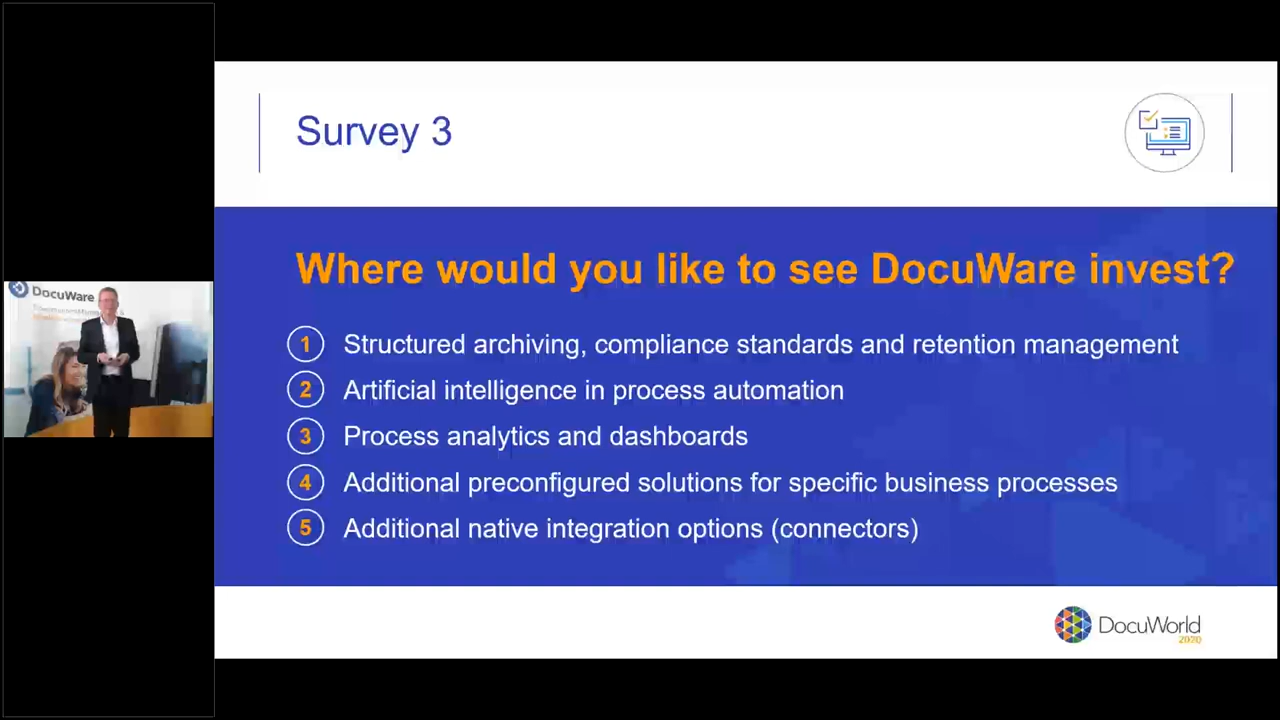 Survey 3
Where would you like to see DocuWare invest?
1 Structured archiving, compliance standards and retention management
2 Artificial intelligence in process automation
3 Process analytics and dashboards
4 Additional preconfigured solutions for specific business processes
5 Additional native integration options (connectors)
DocuWare
DocuWorld
2020